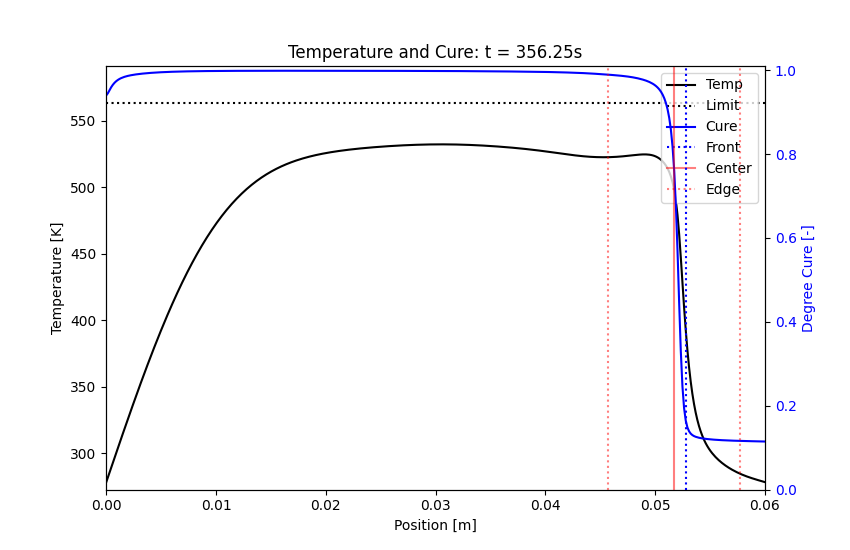 Temperature and Cure: t = 356.25s
Temperature [K]
550
500
450
400
350
300
Temp
Limit
Cure
Front
Center
Edge
1.0
0.8
0.6
0.4
0.2
0.0
Degree Cure [-]
0.00 0.01 0.02 0.03 0.04 0.05 0.06
Position [m]